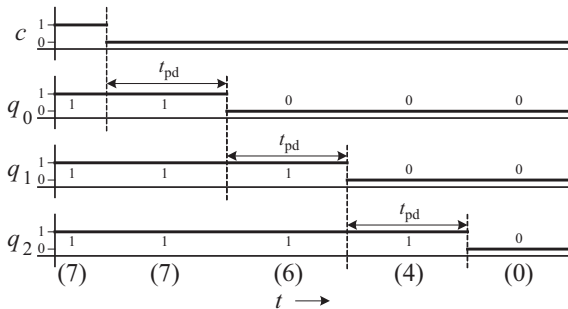 c 1 0
t_pd
q_0 1 0 1 1 0 0 0
t_pd
q_1 1 0 1 1 1 0 0
t_pd
q_2 1 0 1 1 1 1 0
(7) (7) (6) (4) (0)
t